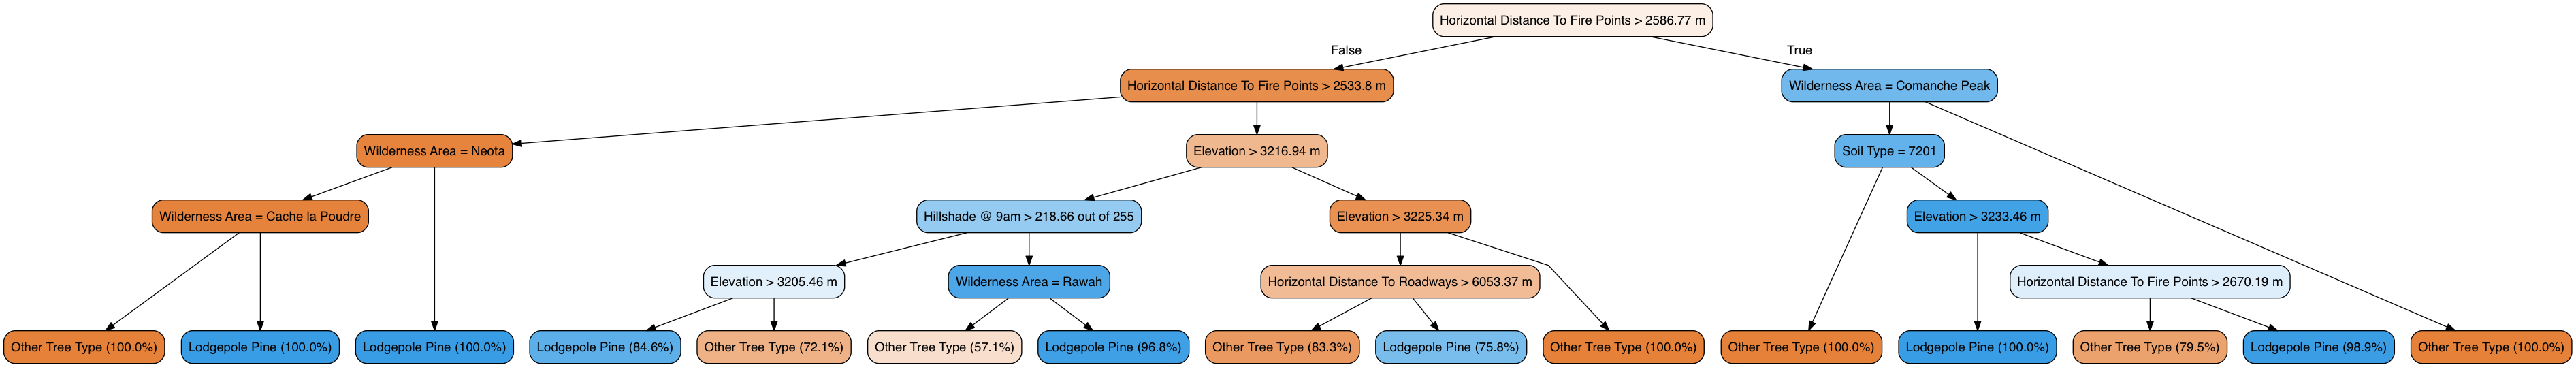 Horizontal Distance To Fire Points > 2586.77 m
False
True
Horizontal Distance To Fire Points > 2533.8 m
Wilderness Area = Comanche Peak
Wilderness Area = Neota
Elevation > 3216.94 m
Soil Type = 7201
Wilderness Area = Cache la Poudre
Hillshade @ 9am > 218.66 out of 255
Elevation > 3225.34 m
Elevation > 3233.46 m
Elevation > 3205.46 m
Wilderness Area = Rawah
Horizontal Distance To Roadways > 6053.37 m
Horizontal Distance To Fire Points > 2670.19 m
Other Tree Type (100.0%)
Lodgepole Pine (100.0%)
Lodgepole Pine (100.0%)
Lodgepole Pine (84.6%)
Other Tree Type (72.1%)
Other Tree Type (57.1%)
Lodgepole Pine (96.8%)
Other Tree Type (83.3%)
Lodgepole Pine (75.8%)
Other Tree Type (100.0%)
Other Tree Type (100.0%)
Lodgepole Pine (100.0%)
Other Tree Type (79.5%)
Lodgepole Pine (98.9%)
Other Tree Type (100.0%)